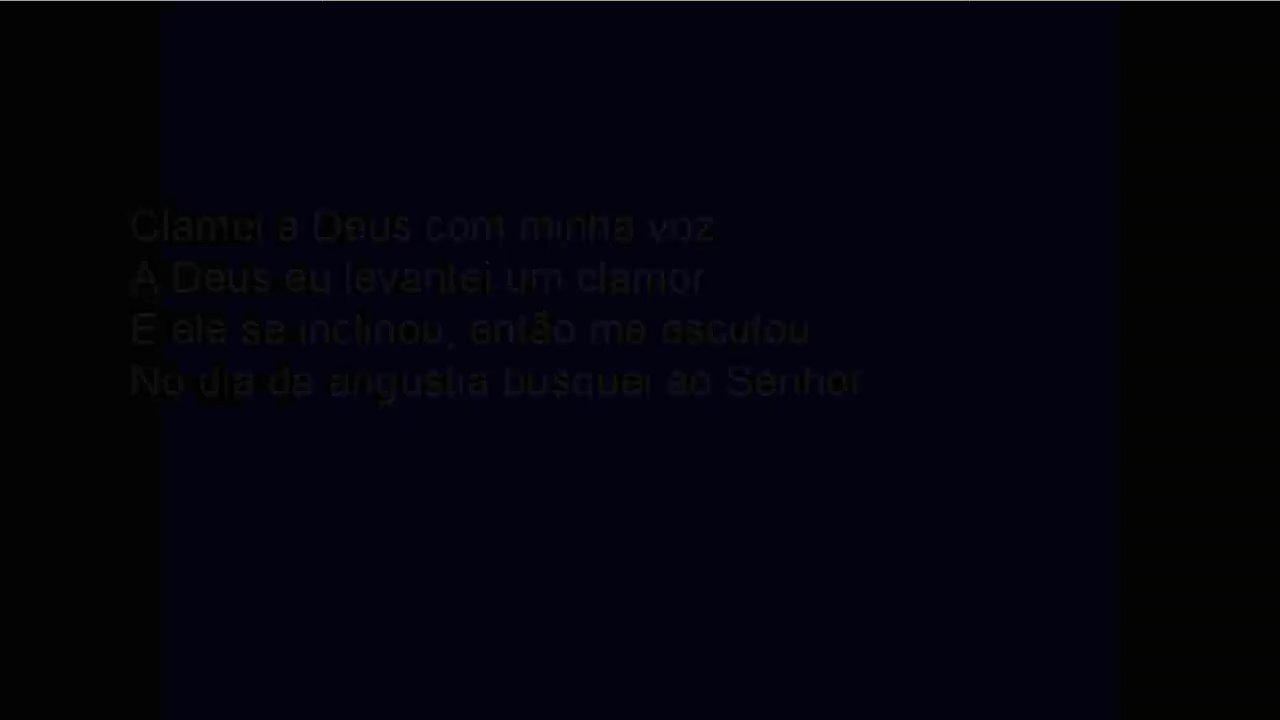 Clamei a Deus com minha voz
A Deus eu levantei um clamor
E ele se inclinou, então me escutou
No dia da angustia busquei ao Senhor